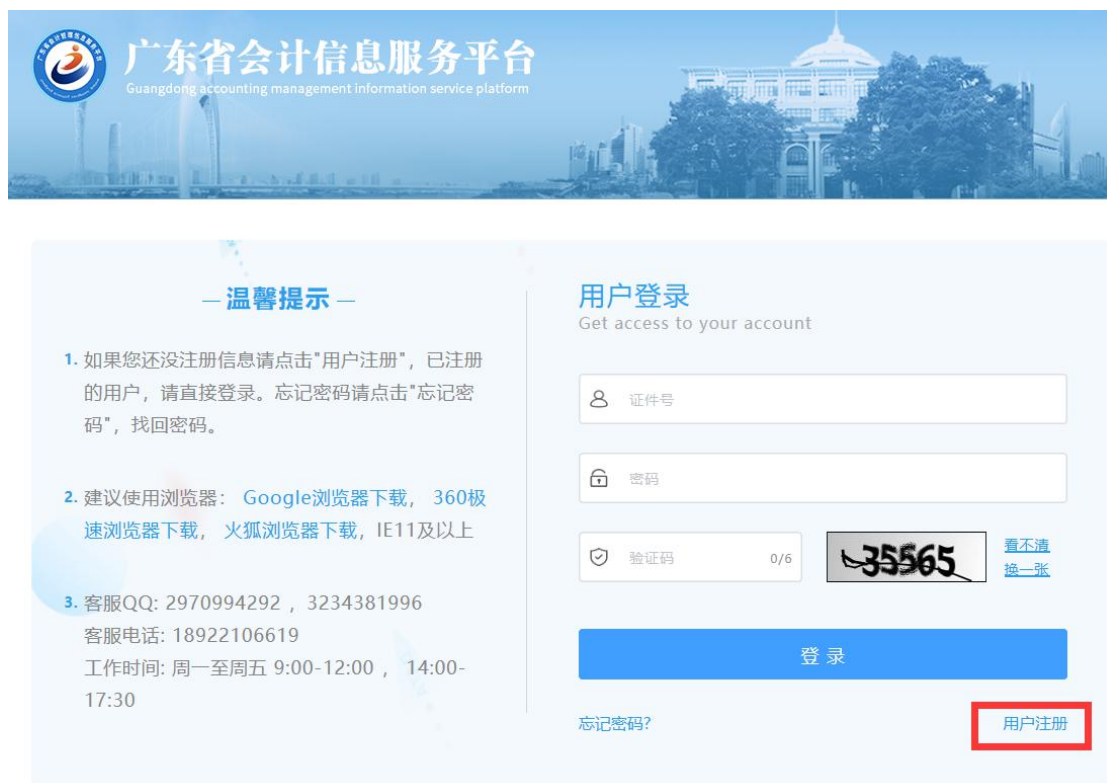 广东省会计信息服务平台
Guangdong accounting management information service platform
— 温馨提示 —
1. 如果您还没注册信息请点击"用户注册"，已注册
的用户，请直接登录。忘记密码请点击"忘记密
码"，找回密码。
2. 建议使用浏览器： Google浏览器下载， 360极
速浏览器下载， 火狐浏览器下载，IE11及以上
3. 客服QQ: 2970994292 ，3234381996
客服电话: 18922106619
工作时间: 周一至周五 9:00-12:00 ， 14:00-
17:30
用户登录
Get access to your account
证件号
密码
验证码 0/6
35565
看不清
换一张
登 录
忘记密码?
用户注册